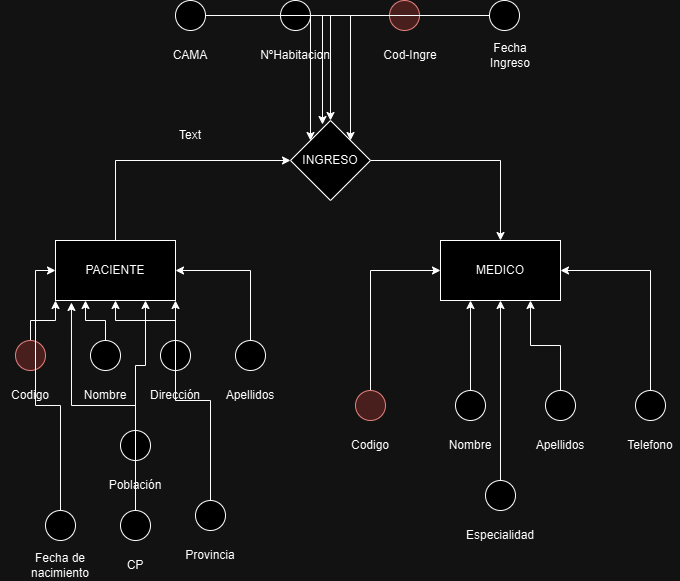 CAMA
NºHabitacion
Cod-Ingre
Fecha
Ingreso
Text
INGRESO
PACIENTE
MEDICO
Codigo
Nombre
Dirección
Apellidos
Codigo
Nombre
Apellidos
Telefono
Población
Especialidad
Fecha de
nacimiento
CP
Provincia